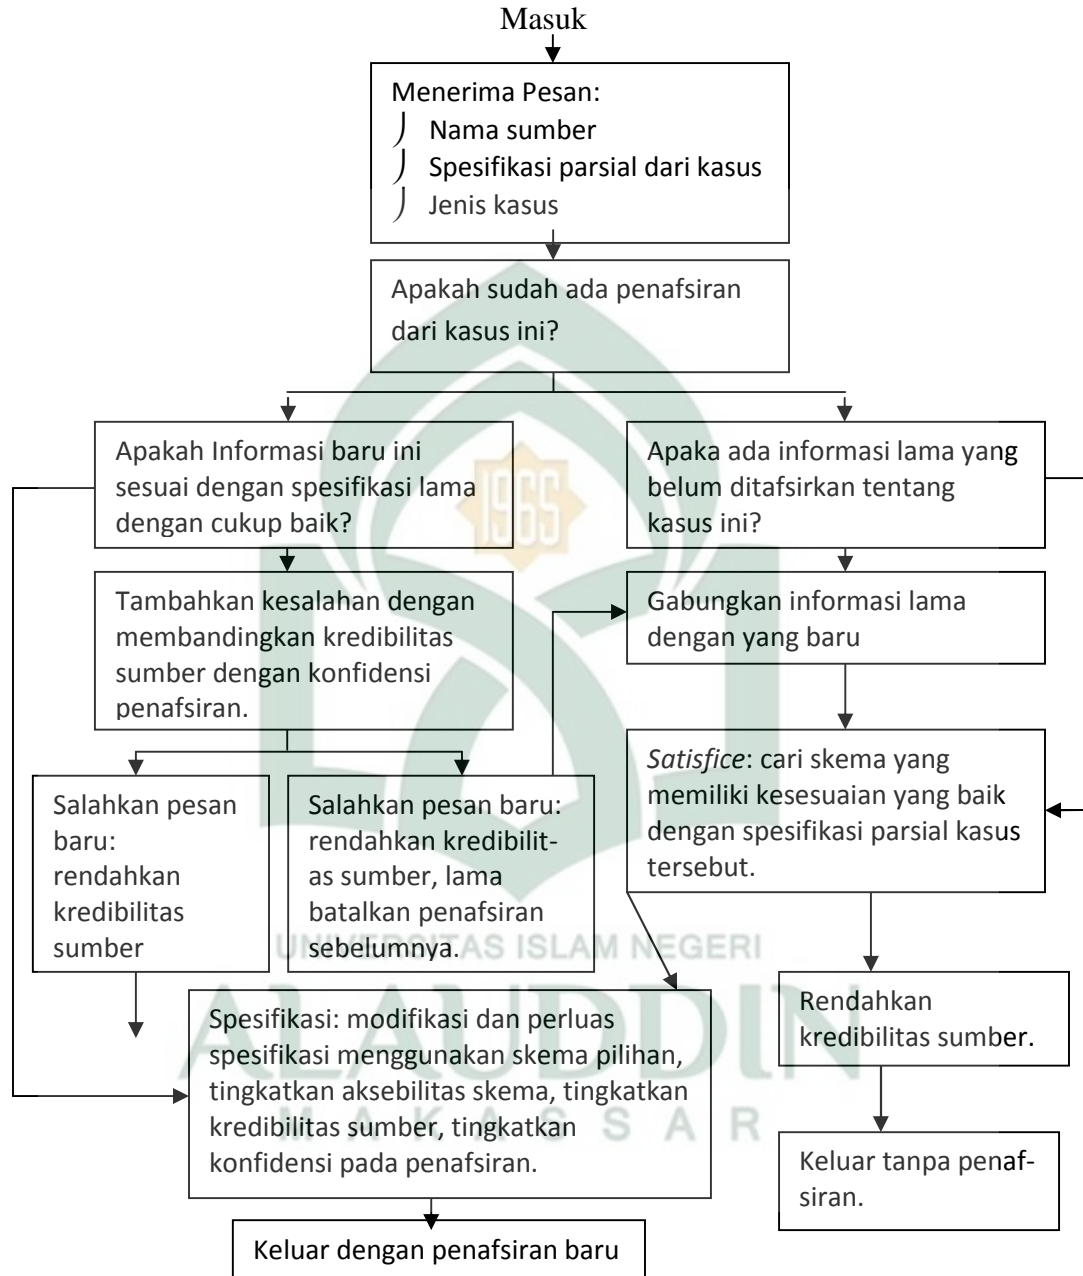 Masuk
Menerima Pesan:
Nama sumber
Spesifikasi parsial dari kasus
Jenis kasus
Apakah sudah ada penafsiran
dari kasus ini?
Apakah Informasi baru ini
sesuai dengan spesifikasi lama
dengan cukup baik?
Apaka ada informasi lama yang
belum ditafsirkan tentang
kasus ini?
1965
Tambahkan kesalahan dengan
membandingkan kredibilitas
sumber dengan konfidensi
penafsiran.
Gabungkan informasi lama
dengan yang baru
Salahkan pesan
baru:
rendahkan
kredibilitas
sumber
Salahkan pesan baru:
rendahkan kredibilit-
as sumber, lama
batalkan penafsiran
sebelumnya.
Satisfice: cari skema yang
memiliki kesesuaian yang baik
dengan spesifikasi parsial kasus
tersebut.
UNIVERSITAS ISLAM NEGERI
ALAUDDIN
MAKASSAR
Spesifikasi: modifikasi dan perluas
spesifikasi menggunakan skema pilihan,
tingkatkan aksebilitas skema, tingkatkan
kredibilitas sumber, tingkatkan
konfidensi pada penafsiran.
Rendahkan
kredibilitas sumber.
Keluar tanpa penaf-
siran.
Keluar dengan penafsiran baru